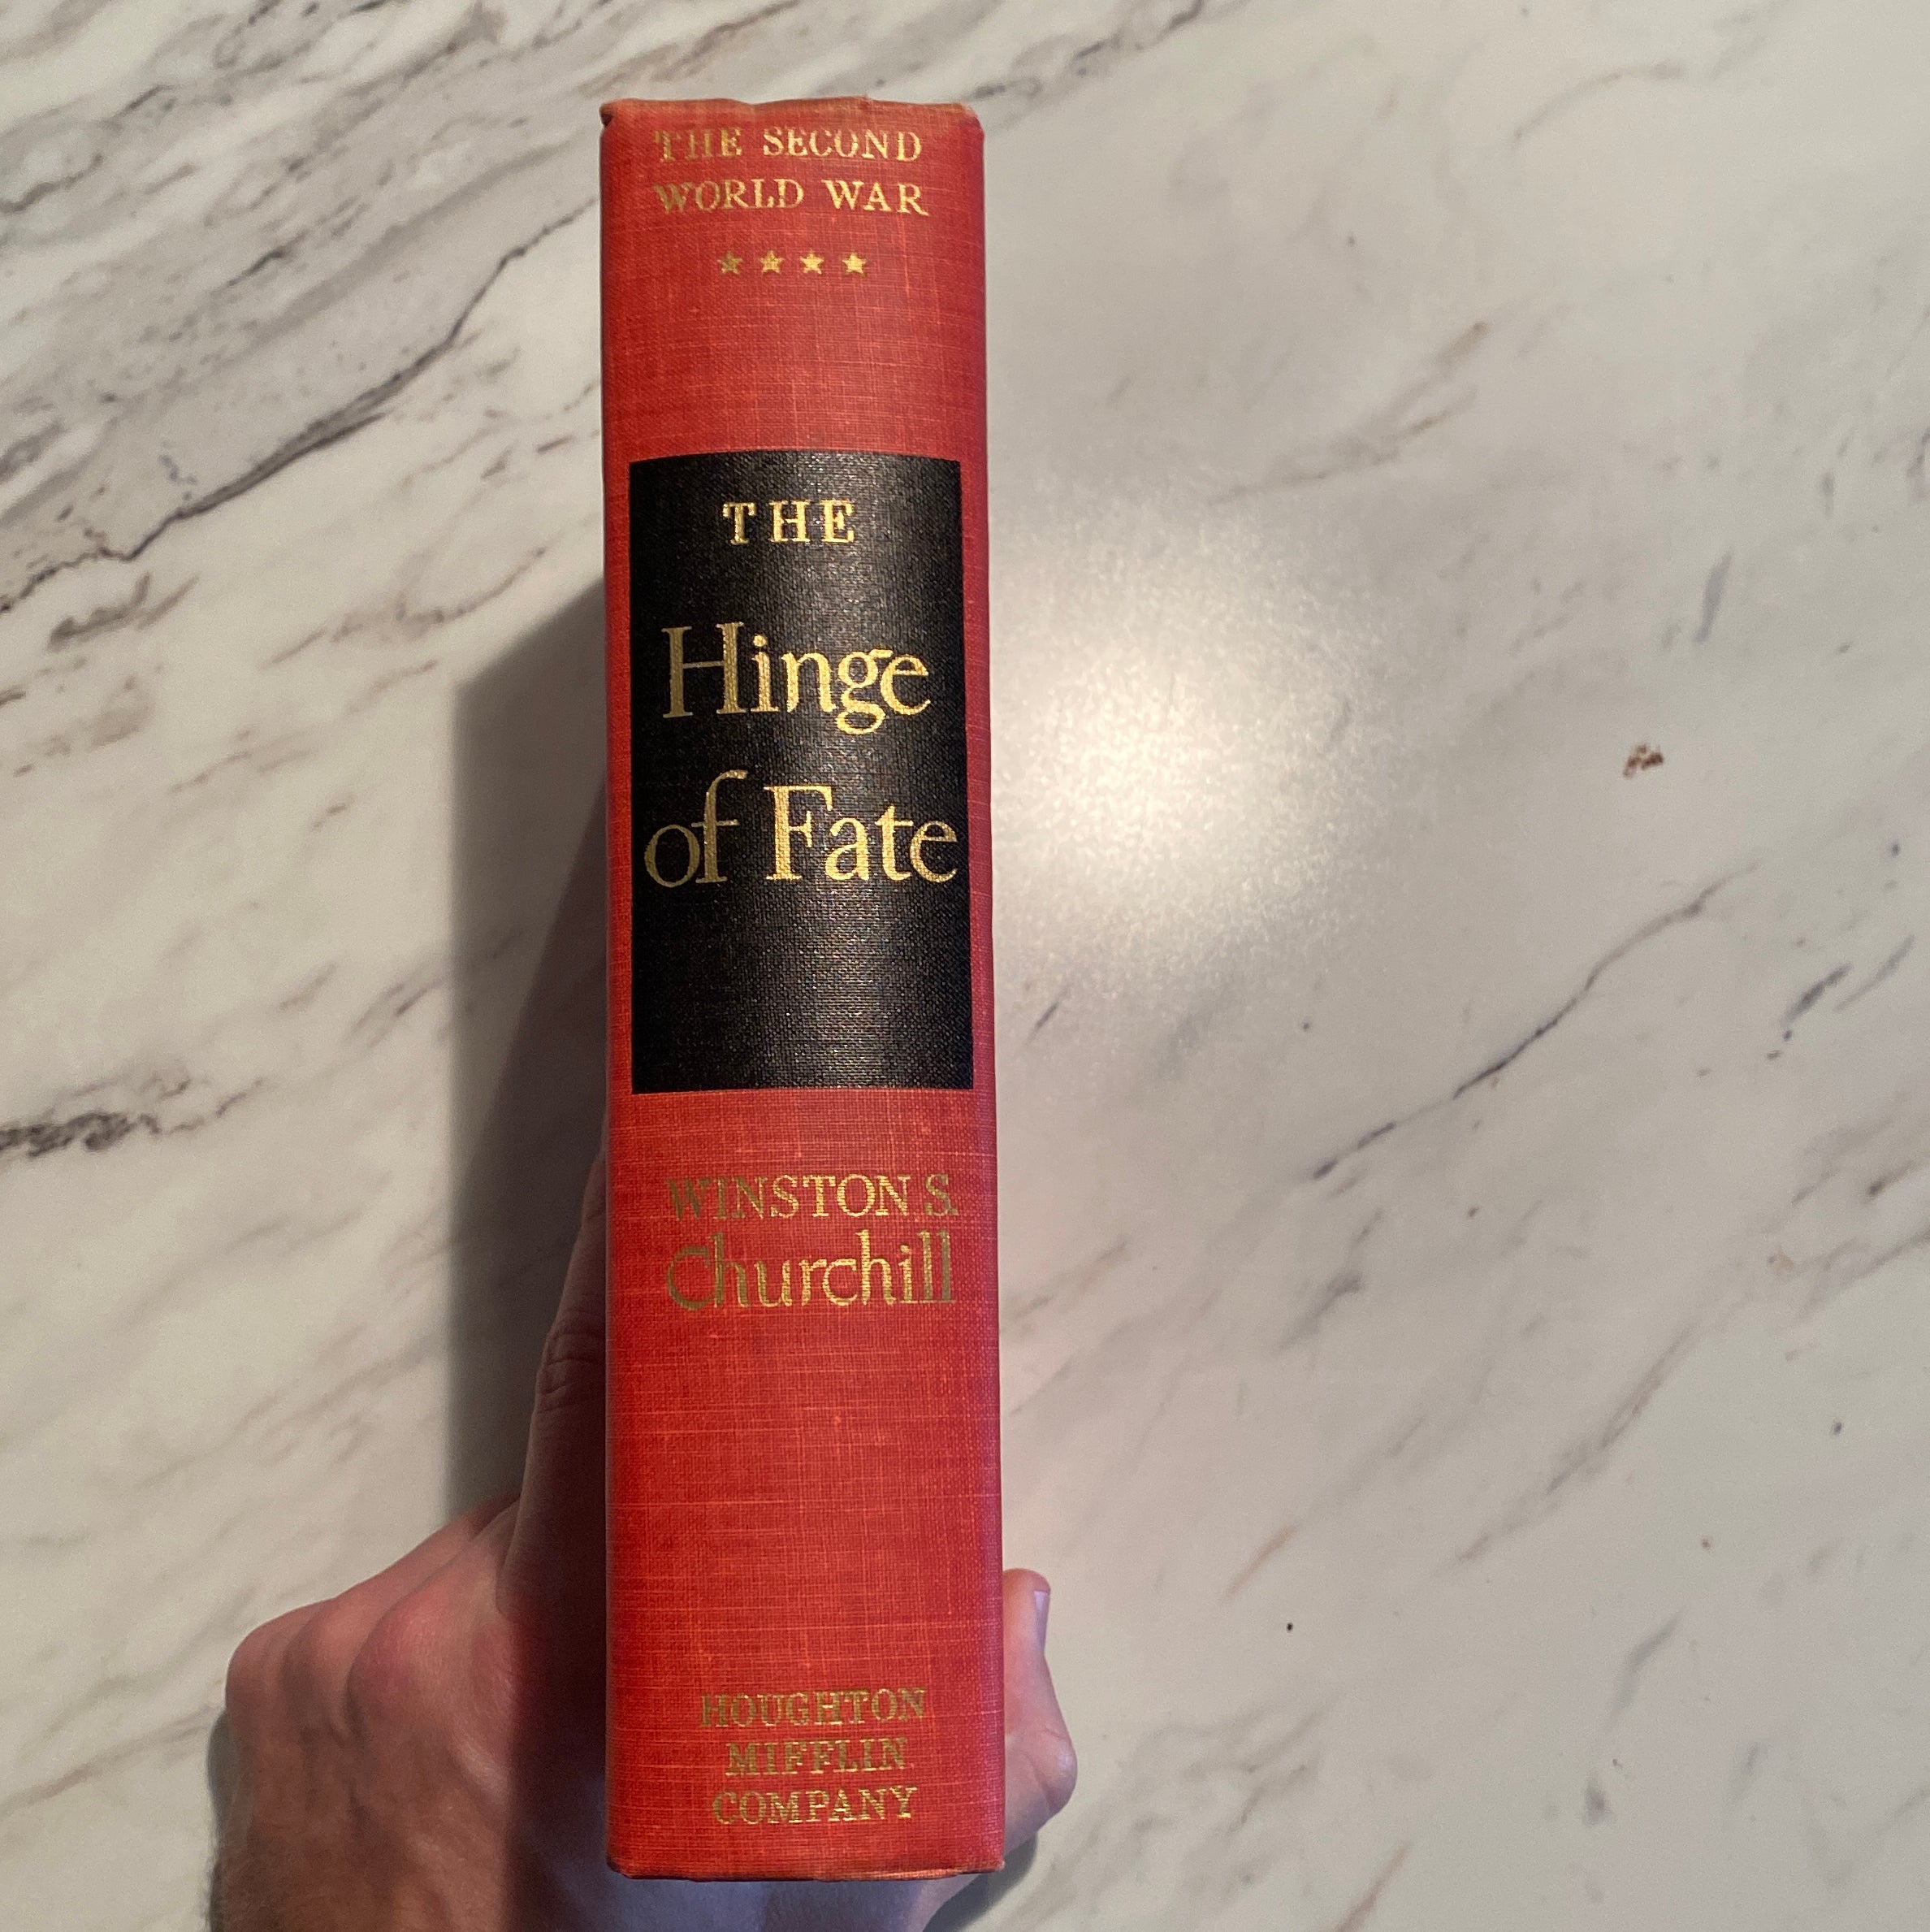 THE SECOND
WORLD WAR
★★★★
THE
Hinge
of Fate
WINSTON S.
Churchill
HOUGHTON
MIFFLIN
COMPANY